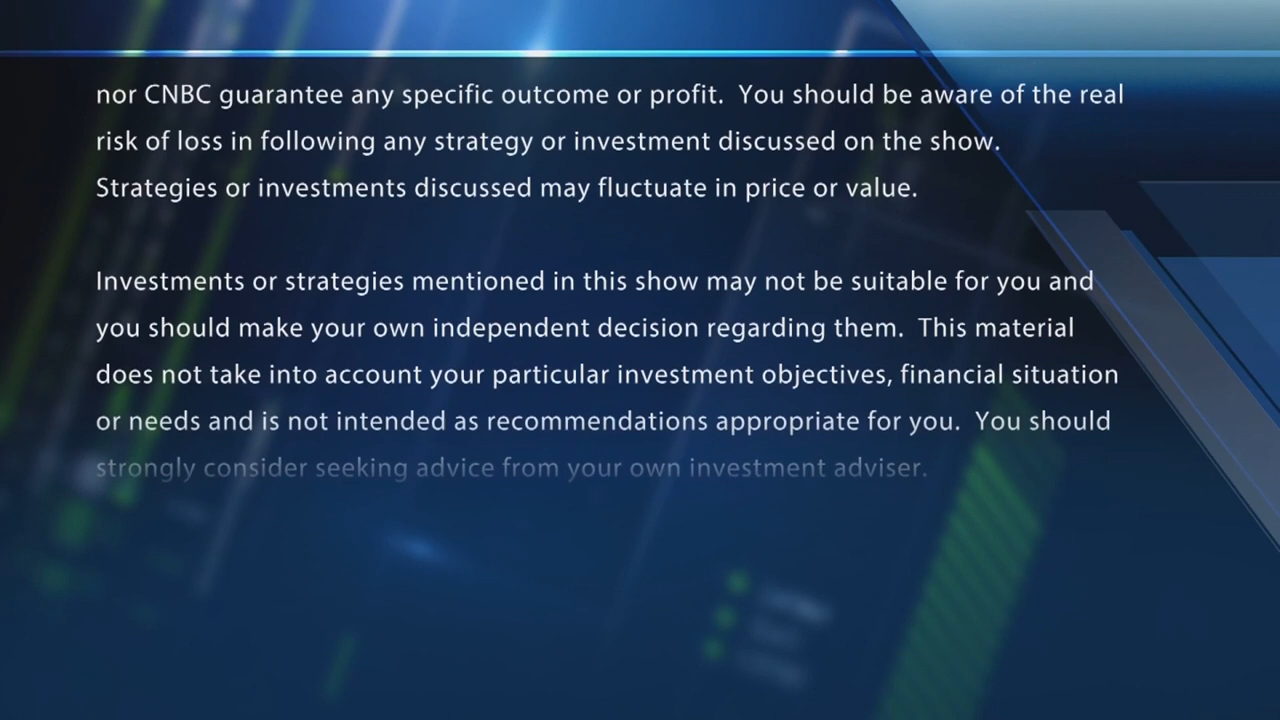 nor CNBC guarantee any specific outcome or profit.  You should be aware of the real
risk of loss in following any strategy or investment discussed on the show.
Strategies or investments discussed may fluctuate in price or value.
Investments or strategies mentioned in this show may not be suitable for you and
you should make your own independent decision regarding them.  This material
does not take into account your particular investment objectives, financial situation
or needs and is not intended as recommendations appropriate for you.  You should
strongly consider seeking advice from your own investment adviser.